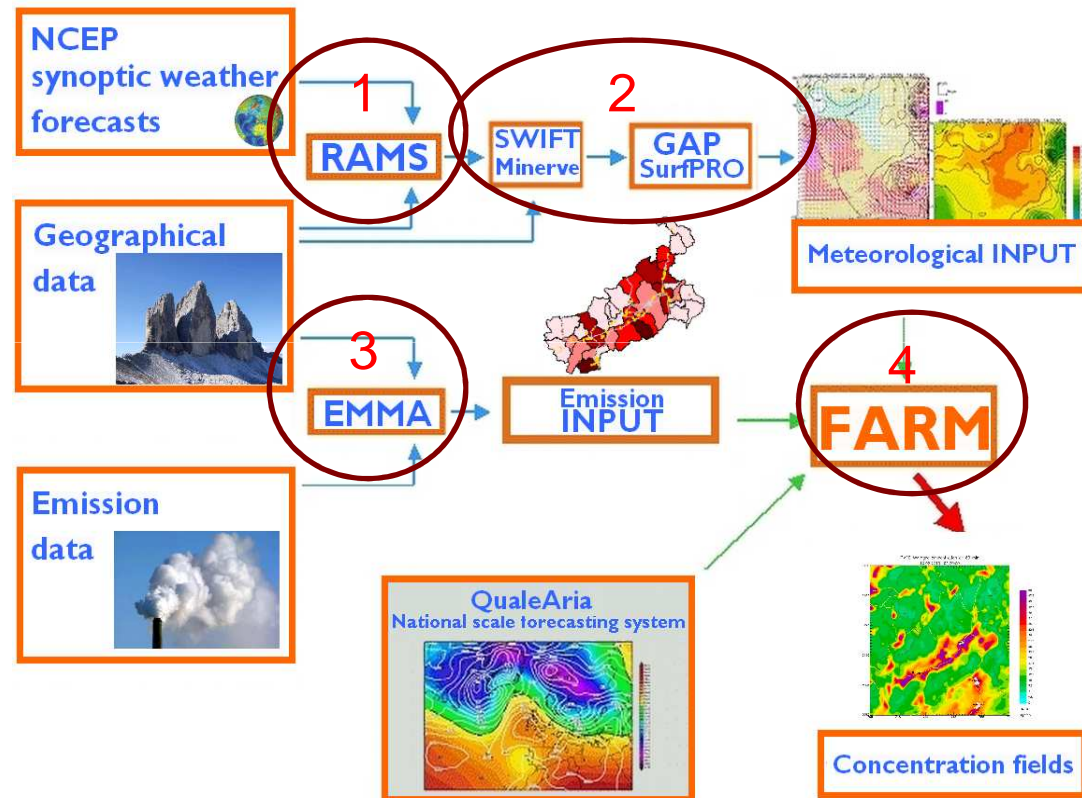 NCEP
synoptic weather
forecasts
1
RAMS
2
SWIFT
Minerve
GAP
SurfPRO
Meteorological INPUT
Geographical
data
3
EMMA
Emission
INPUT
4
FARM
Emission
data
QualeAria
National scale forecasting system
Concentration fields